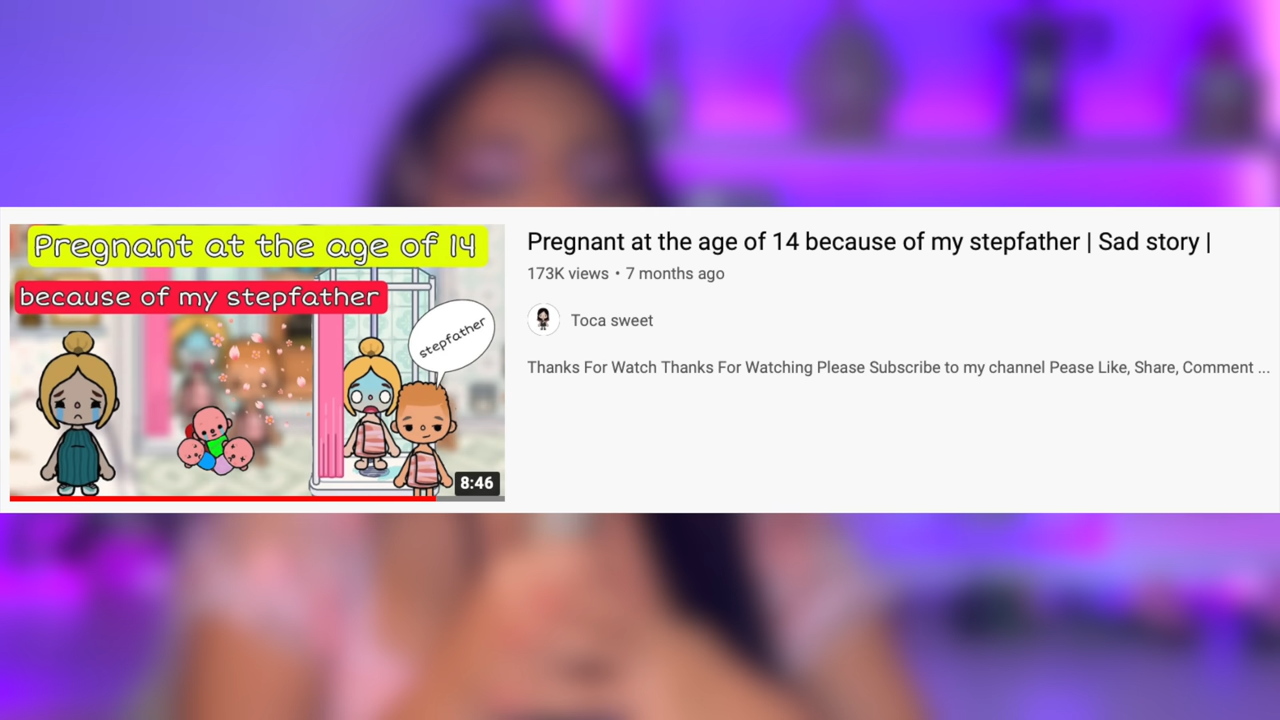 Pregnant at the age of 14
because of my stepfather
stepfather
8:46
Pregnant at the age of 14 because of my stepfather | Sad story |
173K views • 7 months ago
Toca sweet
Thanks For Watch Thanks For Watching Please Subscribe to my channel Pease Like, Share, Comment ...